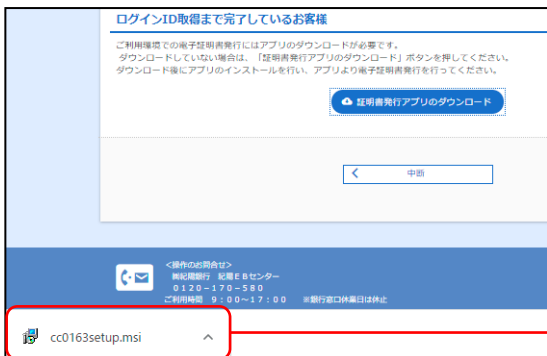 ログインID取得まで完了しているお客様
ご利用環境での電子証明書発行にはアプリのダウンロードが必要です。
ダウンロードしていない場合は、「証明書発行アプリのダウンロード」ボタンを押してください。
ダウンロード後にアプリのインストールを行い、アプリより電子証明書発行を行ってください。
証明書発行アプリのダウンロード
中断
<操作のお問合せ>
㈱紀陽銀行 紀陽EBセンター
0120-170-580
ご利用時間 9:00~17:00 ※銀行窓口休業日は休止
cc0163setup.msi